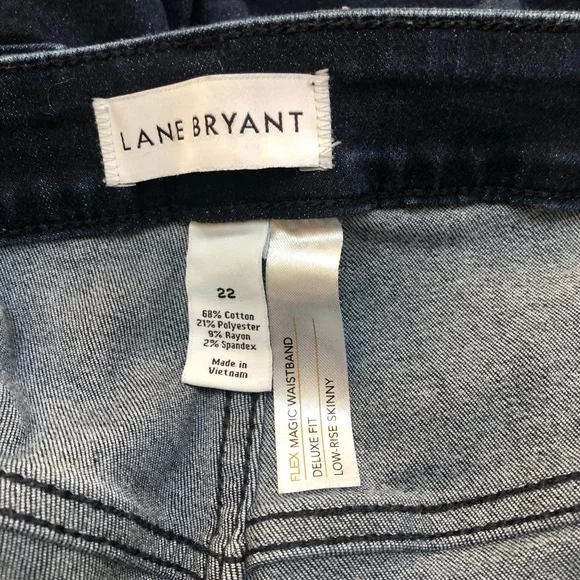 LANE BRYANT
22
68% Cotton
21% Polyester
9% Rayon
2% Spandex
Made in
Vietnam
FLEX MAGIC WAISTBAND
DELUXE FIT
LOW-RISE SKINNY